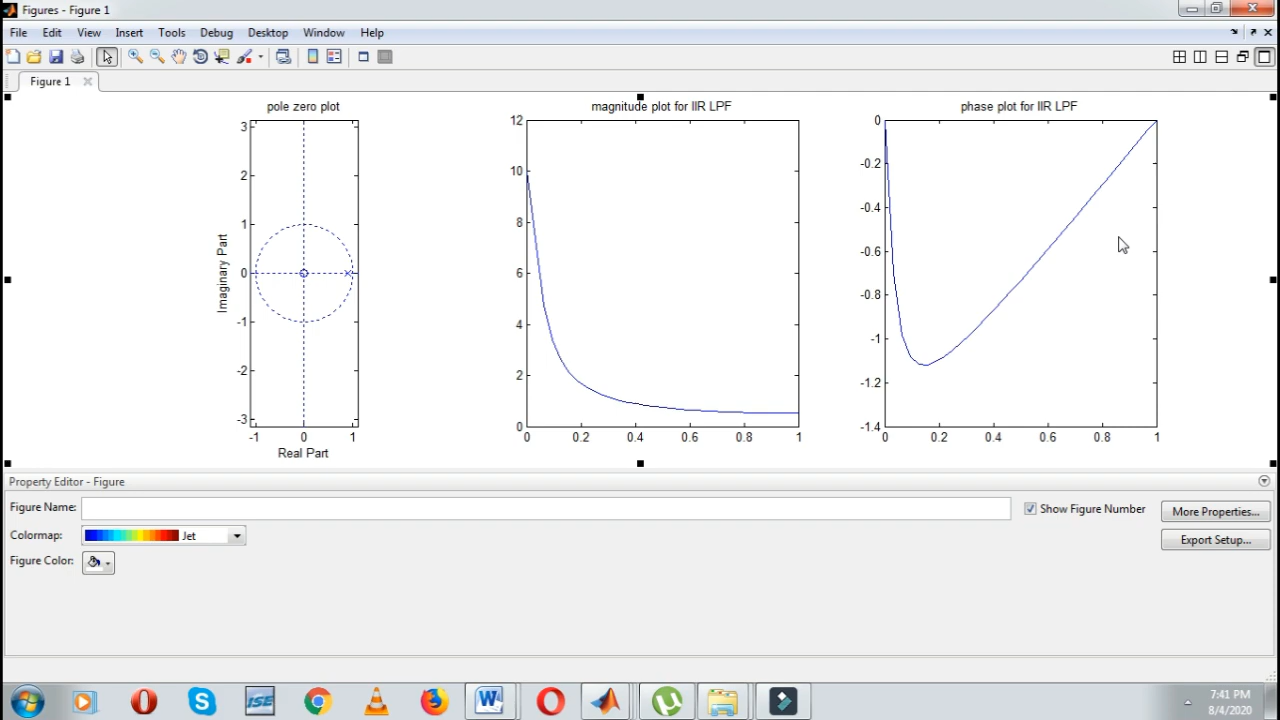 Figures - Figure 1
File Edit View Insert Tools Debug Desktop Window Help
Figure 1
pole zero plot
3
2
1
0
-1
-2
-3
-1 0 1
Imaginary Part
Real Part
magnitude plot for IIR LPF
12
10
8
6
4
2
0
0 0.2 0.4 0.6 0.8 1
phase plot for IIR LPF
0
-0.2
-0.4
-0.6
-0.8
-1
-1.2
-1.4
0 0.2 0.4 0.6 0.8 1
Property Editor - Figure
Figure Name:
Show Figure Number
More Properties...
Colormap: Jet
Export Setup...
Figure Color:
ISE
W
7:41 PM
8/4/2020